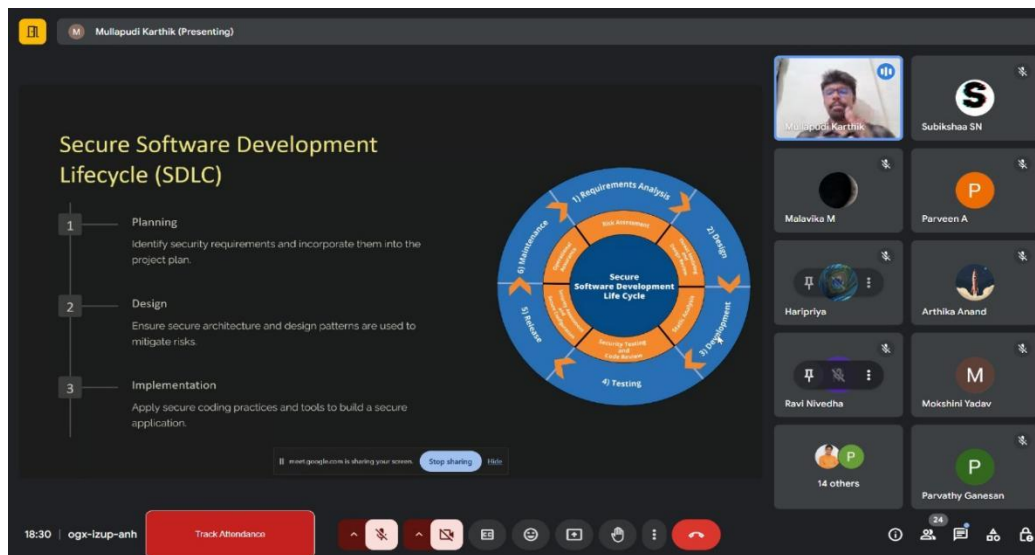 Mullapudi Karthik (Presenting)
M
Secure Software Development
Lifecycle (SDLC)
1
Planning
Identify security requirements and incorporate them into the
project plan.
2
Design
Ensure secure architecture and design patterns are used to
mitigate risks.
3
Implementation
Apply secure coding practices and tools to build a secure
application.
1) Requirements Analysis
2) Design
3) Development
4) Testing
5) Release
6) Maintenance
Risk Assessment
Static Analysis
Security Testing
and
Code Review
Secure
Software Development
Life Cycle
meet.google.com is sharing your screen.
Stop sharing
Hide
Mullapudi Karthik
S
Subikshaa SN
Malavika M
P
Parveen A
Haripriya
Arthika Anand
Ravi Nivedha
M
Mokshini Yadav
P
14 others
P
Parvathy Ganesan
18:30 | ogx-izup-anh
Track Attendance
24